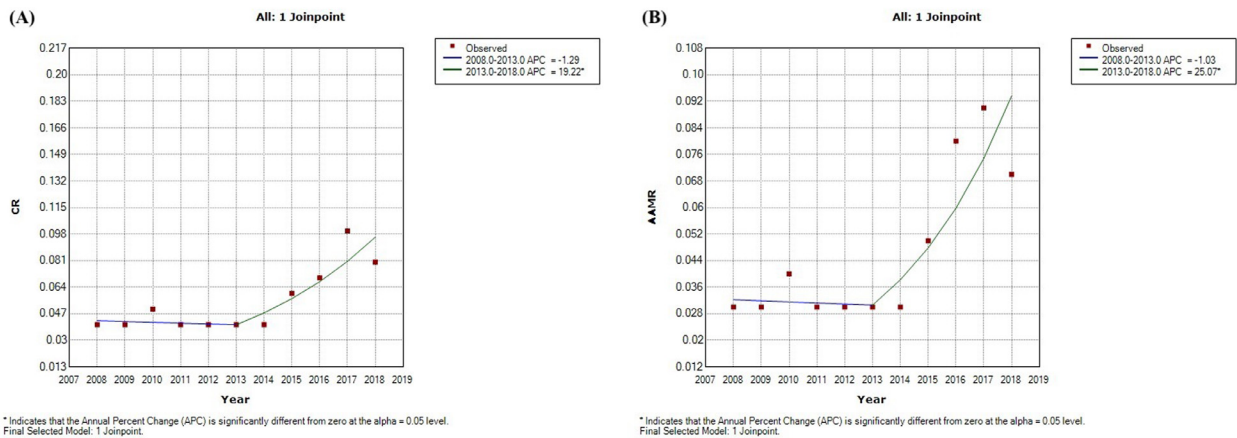 (A)
All: 1 Joinpoint
0.217
0.20
0.183
0.166
0.149
0.132
0.115
0.098
0.081
0.064
0.047
0.03
0.013
CR
2007 2008 2009 2010 2011 2012 2013 2014 2015 2016 2017 2018 2019
Year
Observed
2008.0-2013.0 APC = -1.29
2013.0-2018.0 APC = 19.22*
* Indicates that the Annual Percent Change (APC) is significantly different from zero at the alpha = 0.05 level.
Final Selected Model: 1 Joinpoint.
(B)
All: 1 Joinpoint
0.108
0.10
0.092
0.084
0.076
0.068
0.06
0.052
0.044
0.036
0.028
0.02
0.012
AAMR
2007 2008 2009 2010 2011 2012 2013 2014 2015 2016 2017 2018 2019
Year
Observed
2008.0-2013.0 APC = -1.03
2013.0-2018.0 APC = 25.07*
* Indicates that the Annual Percent Change (APC) is significantly different from zero at the alpha = 0.05 level.
Final Selected Model: 1 Joinpoint.